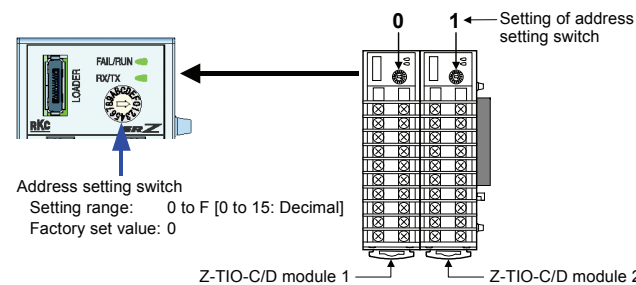 0 1 Setting of address
setting switch
FAIL/RUN
RX/TX
LOADER
RKC
SRZ
Address setting switch
Setting range: 0 to F [0 to 15: Decimal]
Factory set value: 0
Z-TIO-C/D module 1 Z-TIO-C/D module 2